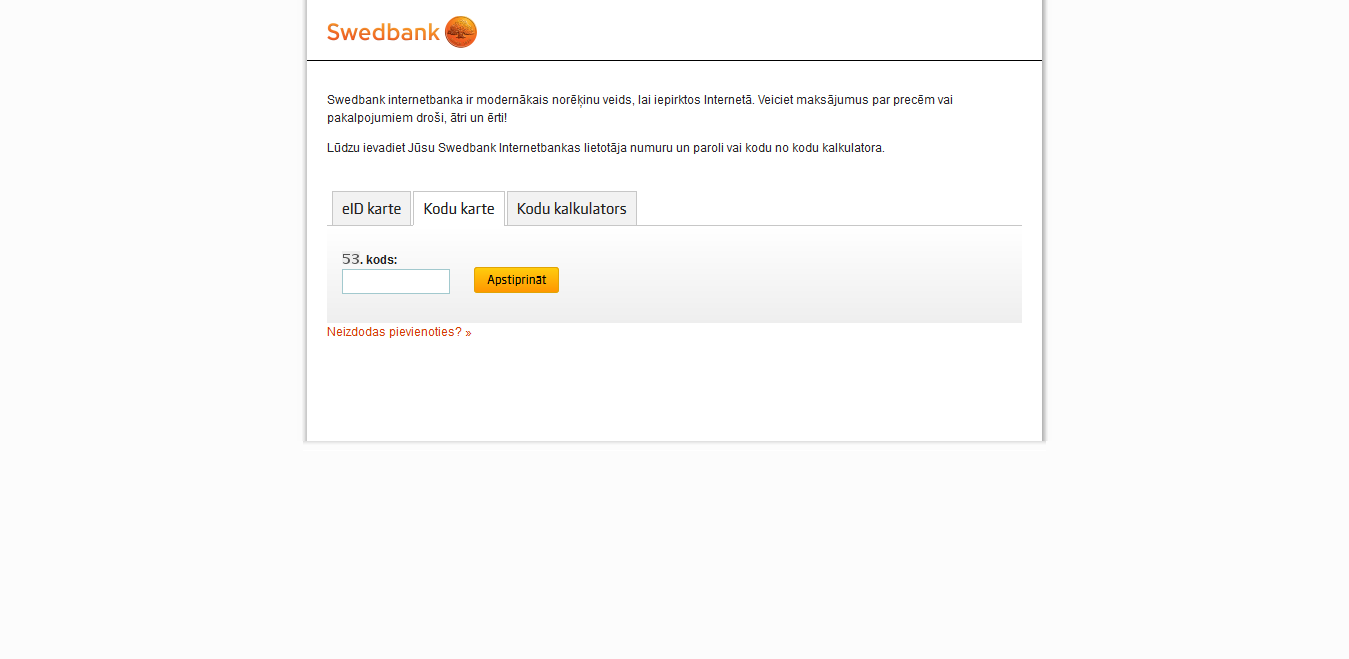 Swedbank
Swedbank internetbanka ir modernākais norēķinu veids, lai iepirktos Internetā. Veiciet maksājumus par precēm vai
pakalpojumiem droši, ātri un ērti!
Lūdzu ievadiet Jūsu Swedbank Internetbankas lietotāja numuru un paroli vai kodu no kodu kalkulatora.
eID karte Kodu karte Kodu kalkulators
53. kods:
Apstiprināt
Neizdodas pievienoties? »